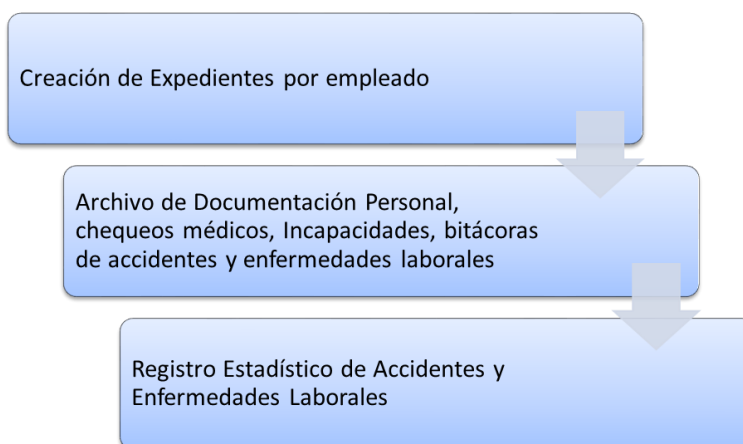 Creación de Expedientes por empleado
Archivo de Documentación Personal,
chequeos médicos, Incapacidades, bitácoras
de accidentes y enfermedades laborales
Registro Estadístico de Accidentes y
Enfermedades Laborales